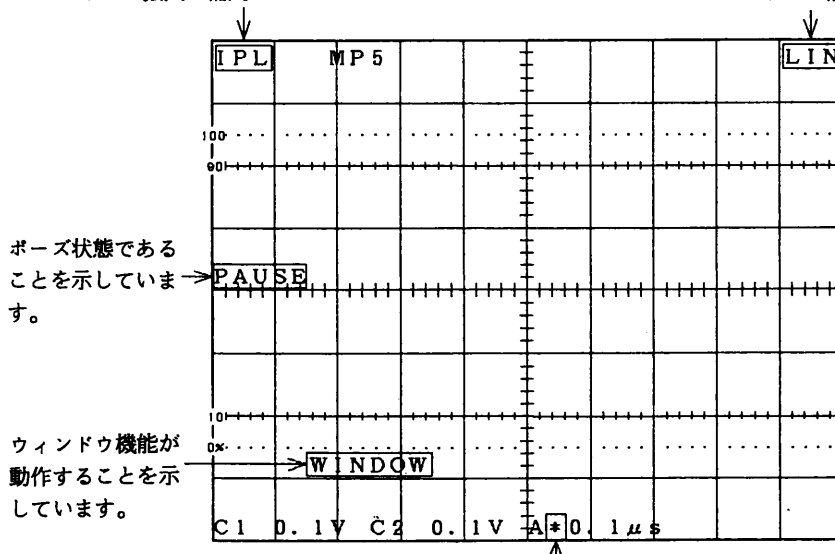 IPL MP5 LIN
100
90
ポーズ状態である
ことを示していま
す。
PAUSE
10
0%
ウィンドウ機能が
動作することを示
しています。
WINDOW
C1 0.1V C2 0.1V A*0.1μs